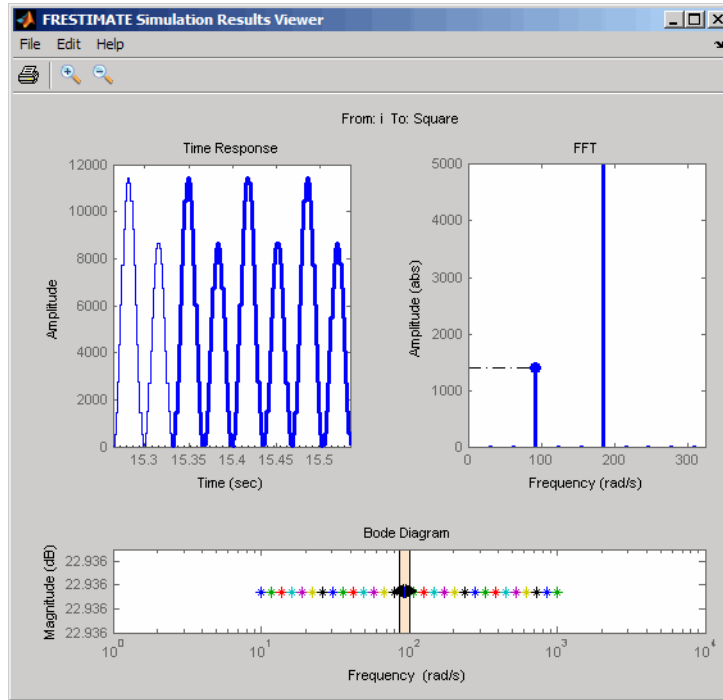 FRESTIMATE Simulation Results Viewer
File Edit Help
From: i To: Square
Time Response
12000
10000
8000
6000
4000
2000
0
Amplitude
15.3 15.35 15.4 15.45 15.5
Time (sec)
FFT
5000
4000
3000
2000
1000
0
Amplitude (abs)
0 100 200 300
Frequency (rad/s)
Bode Diagram
22.936
22.936
22.936
22.936
Magnitude (dB)
10^0 10^1 10^2 10^3 10^4
Frequency (rad/s)